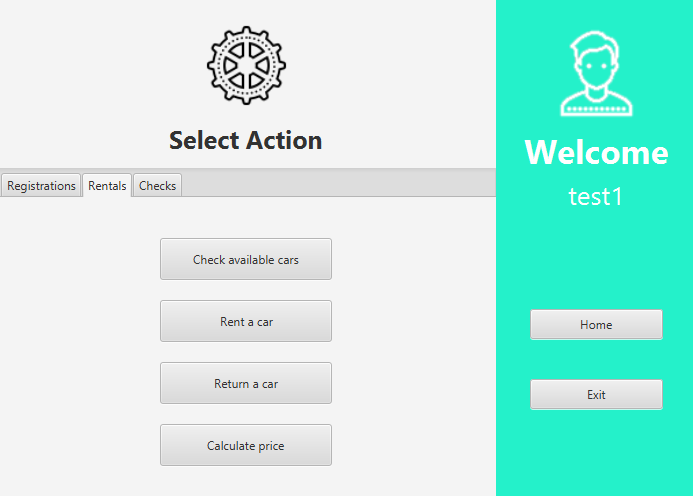 Select Action
Registrations
Rentals
Checks
Check available cars
Rent a car
Return a car
Calculate price
Welcome
test1
Home
Exit